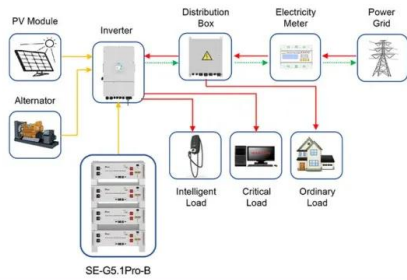 PV Module
Inverter
Distribution
Box
Electricity
Meter
Power
Grid
Alternator
Intelligent
Load
Critical
Load
Ordinary
Load
SE-G5.1Pro-B